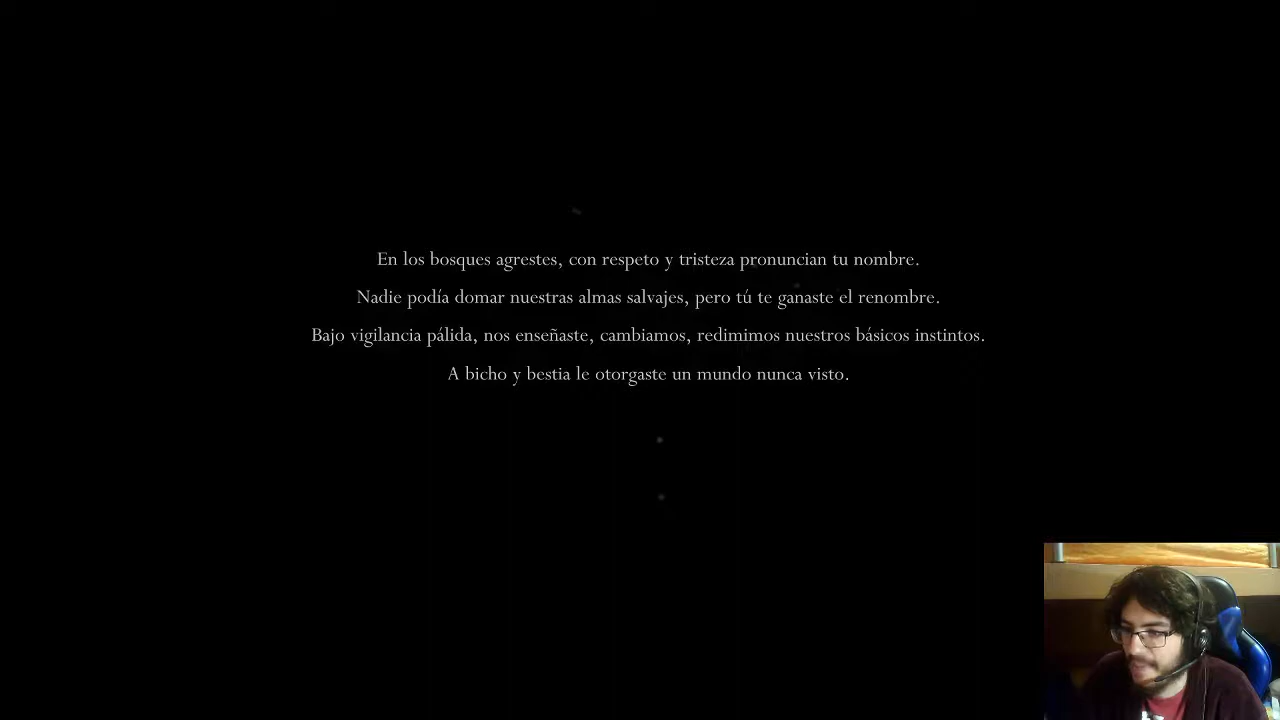 En los bosques agrestes, con respeto y tristeza pronuncian tu nombre.
Nadie podía domar nuestras almas salvajes, pero tú te ganaste el renombre.
Bajo vigilancia pálida, nos enseñaste, cambiamos, redimimos nuestros básicos instintos.
A bicho y bestia le otorgaste un mundo nunca visto.